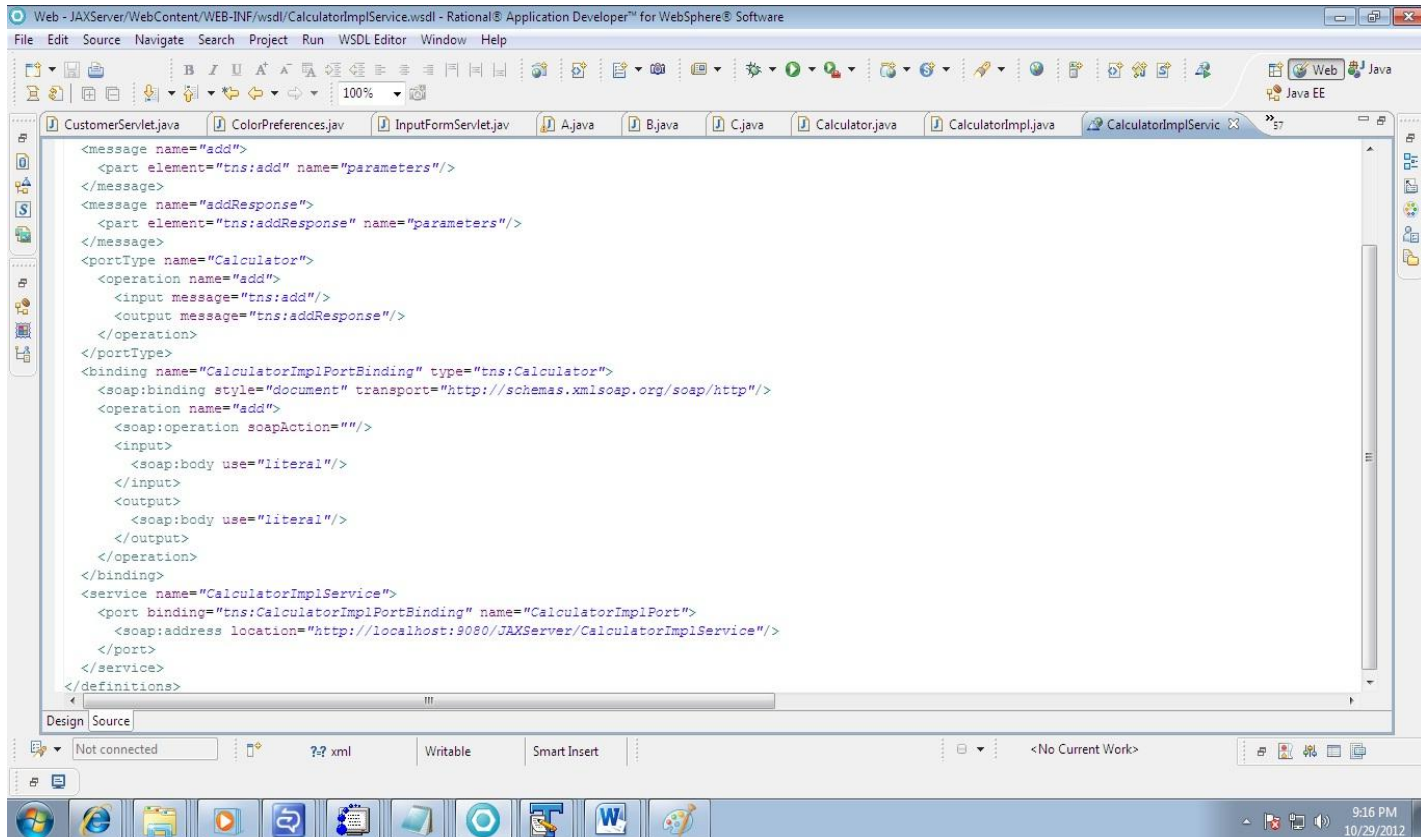 Web - JAXServer/WebContent/WEB-INF/wsdl/CalculatorImplService.wsdl - Rational® Application Developer™ for WebSphere® Software
File Edit Source Navigate Search Project Run WSDL Editor Window Help
Web Java
100% Java EE
CustomerServlet.java ColorPreferences.jav InputFormServlet.jav A.java B.java C.java Calculator.java CalculatorImpl.java CalculatorImplServic »57
<message name="add">
<part element="tns:add" name="parameters"/>
</message>
<message name="addResponse">
<part element="tns:addResponse" name="parameters"/>
</message>
<portType name="Calculator">
<operation name="add">
<input message="tns:add"/>
<output message="tns:addResponse"/>
</operation>
</portType>
<binding name="CalculatorImplPortBinding" type="tns:Calculator">
<soap:binding style="document" transport="http://schemas.xmlsoap.org/soap/http"/>
<operation name="add">
<soap:operation soapAction=""/>
<input>
<soap:body use="literal"/>
</input>
<output>
<soap:body use="literal"/>
</output>
</operation>
</binding>
<service name="CalculatorImplService">
<port binding="tns:CalculatorImplPortBinding" name="CalculatorImplPort">
<soap:address location="http://localhost:9080/JAXServer/CalculatorImplService"/>
</port>
</service>
</definitions>
Design Source
Not connected ?=? xml Writable Smart Insert <No Current Work>
9:16 PM
10/29/2012